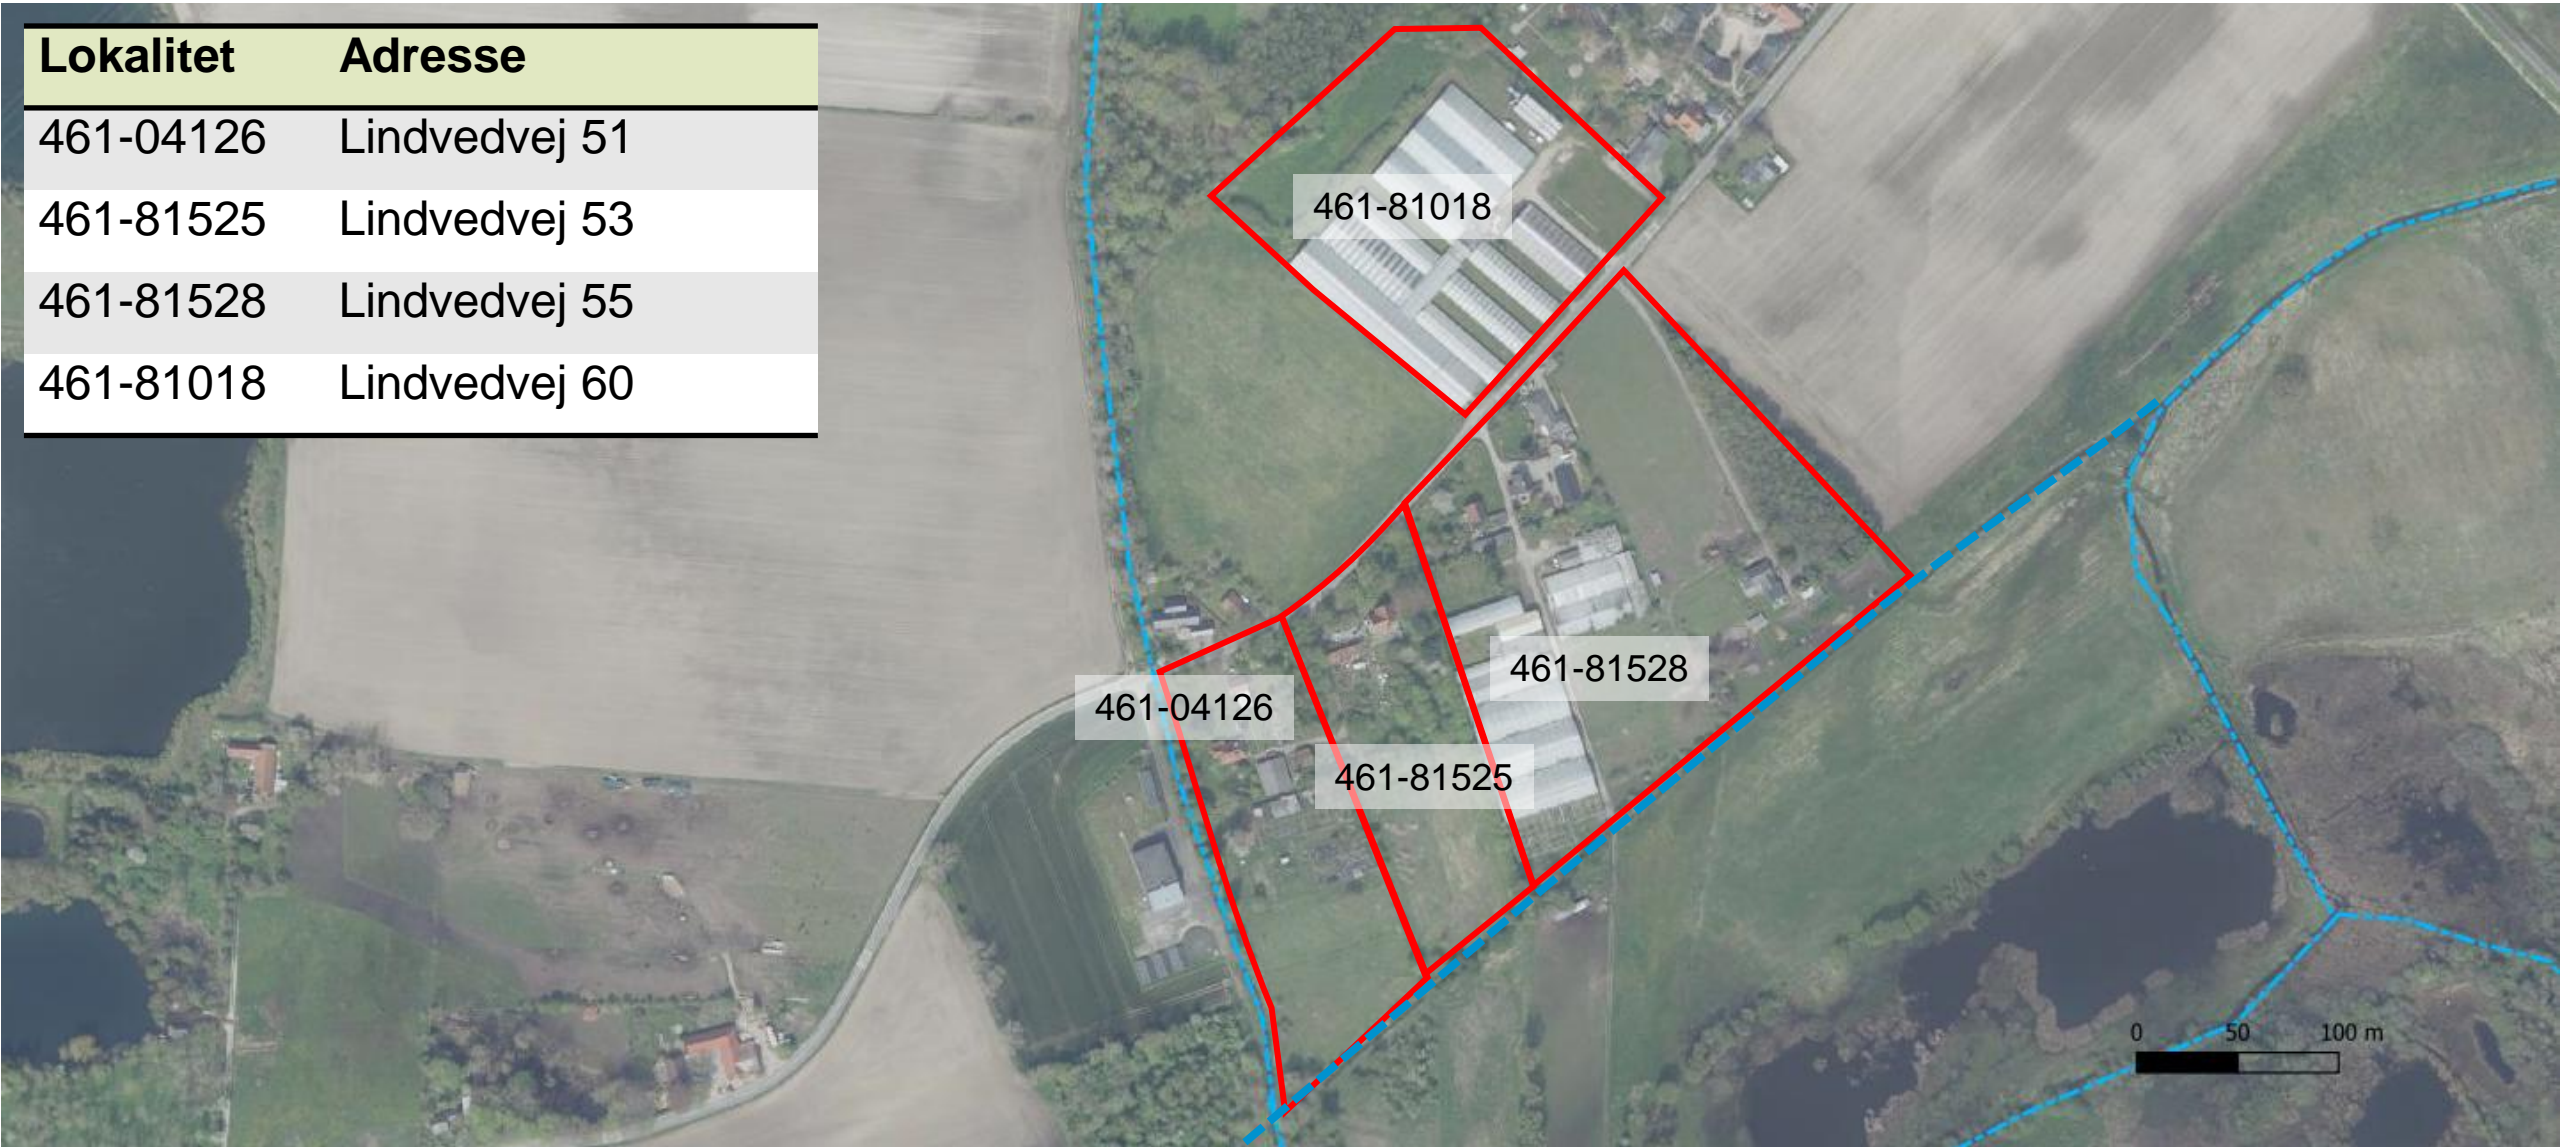 Lokalitet Adresse
461-04126 Lindvedvej 51
461-81525 Lindvedvej 53
461-81528 Lindvedvej 55
461-81018 Lindvedvej 60
461-81018
461-81528
461-04126
461-81525
0 50 100 m